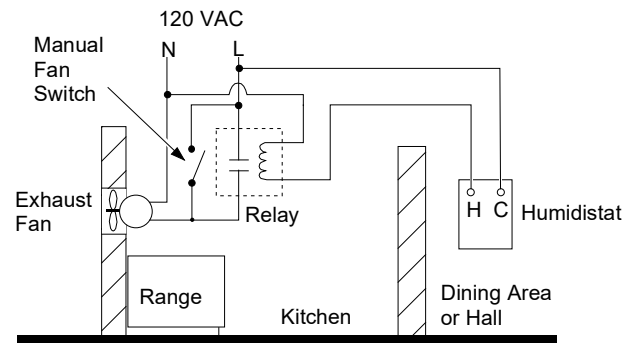 120 VAC
N
L
Manual
Fan
Switch
Exhaust
Fan
Relay
H
C
Humidistat
Range
Kitchen
Dining Area
or Hall